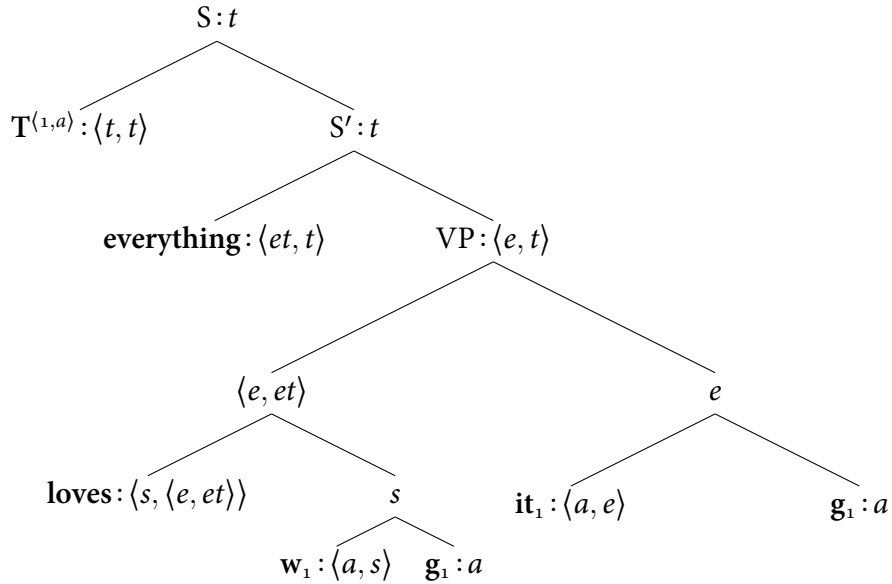 S : t
T⟨1,a⟩ : ⟨t, t⟩ S′ : t
everything : ⟨et, t⟩ VP : ⟨e, t⟩
⟨e, et⟩ e
loves : ⟨s, ⟨e, et⟩⟩ s it₁ : ⟨a, e⟩ g₁ : a
w₁ : ⟨a, s⟩ g₁ : a